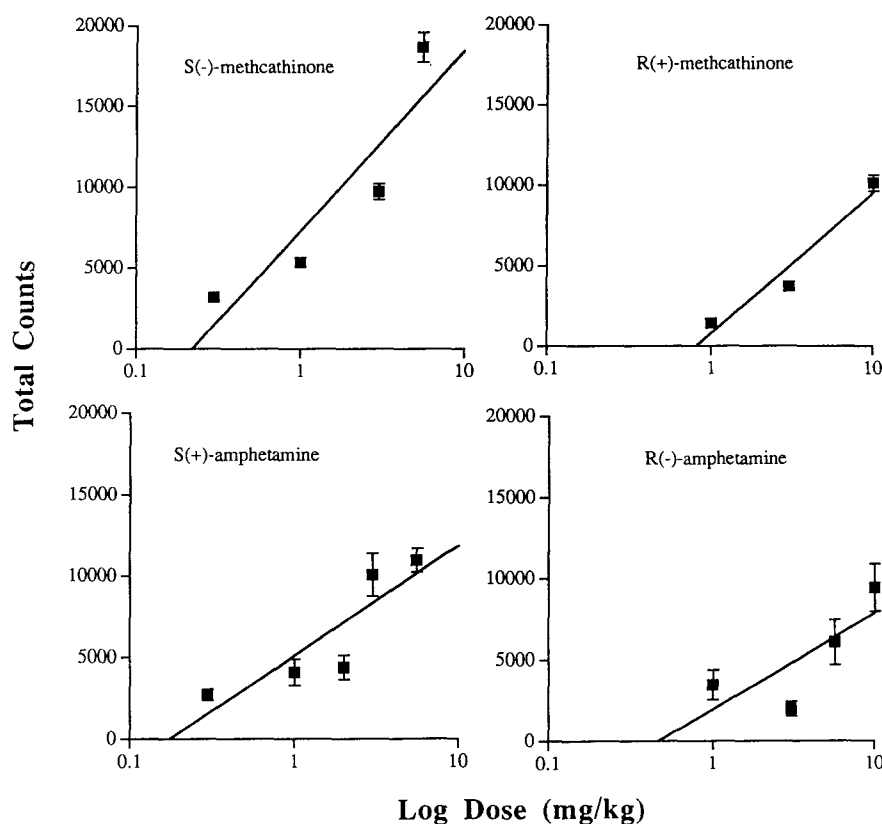 20000
15000
10000
5000
0
S(-)-methcathinone
0.1 1 10
20000
15000
10000
5000
0
R(+)-methcathinone
0.1 1 10
Total Counts
20000
15000
10000
5000
0
S(+)-amphetamine
0.1 1 10
20000
15000
10000
5000
0
R(-)-amphetamine
0.1 1 10
Log Dose (mg/kg)